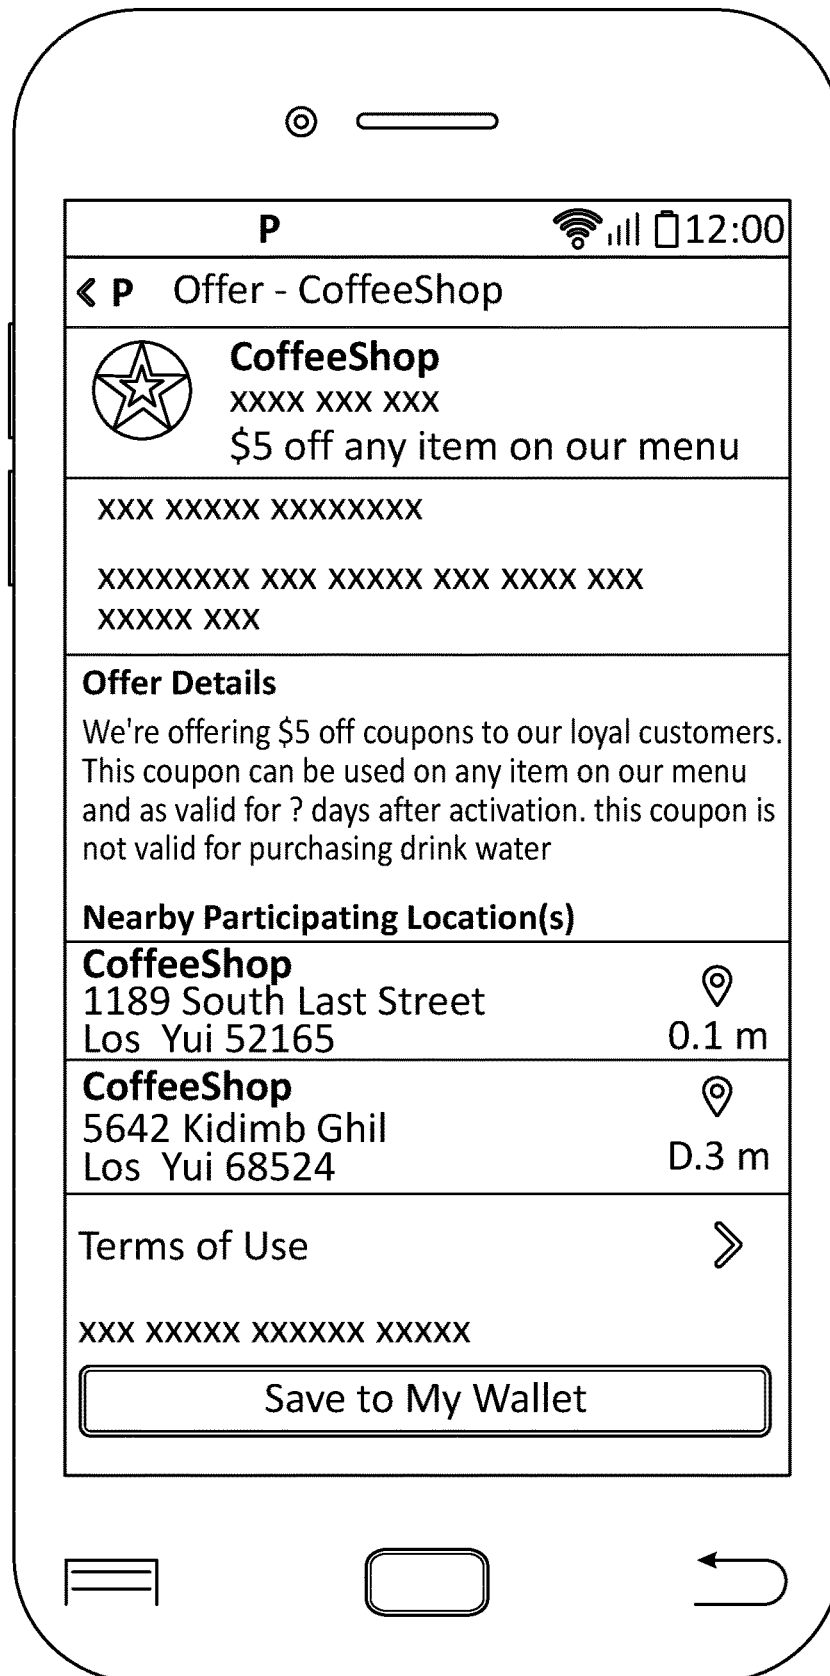 P 12:00
P Offer - CoffeeShop
CoffeeShop
xxxx xxx xxx
$5 off any item on our menu
xxx xxxxx xxxxxxxx
xxxxxxxx xxx xxxxx xxx xxxx xxx
xxxxx xxx
Offer Details
We're offering $5 off coupons to our loyal customers.
This coupon can be used on any item on our menu
and as valid for ? days after activation. this coupon is
not valid for purchasing drink water
Nearby Participating Location(s)
CoffeeShop
1189 South Last Street
Los Yui 52165
0.1 m
CoffeeShop
5642 Kidimb Ghil
Los Yui 68524
D.3 m
Terms of Use
xxx xxxxx xxxxxx xxxxx
Save to My Wallet